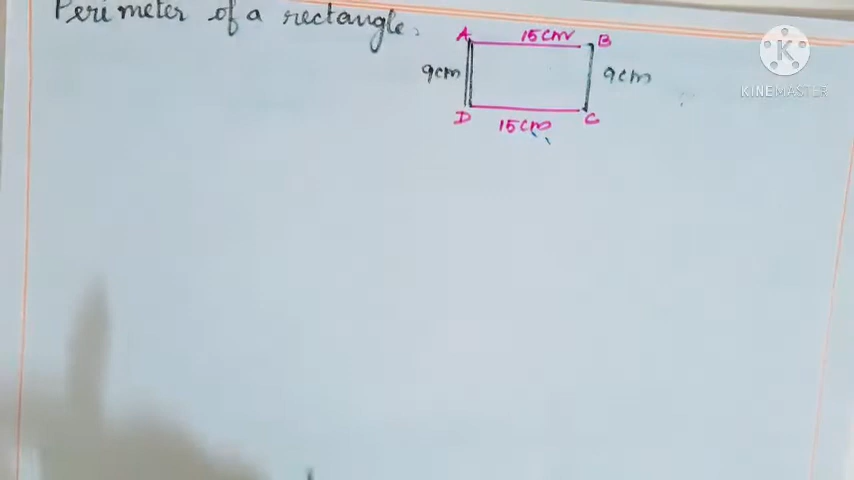 Perimeter of a rectangle.
A 15cm B
9cm 9cm
D 15cm C
KINEMASTER